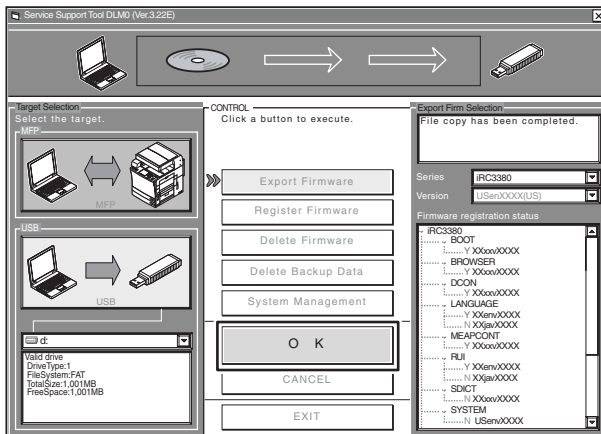 Service Support Tool DLM0 (Ver.3.22E)
Target Selection
Select the target.
MFP
MFP
USB
USB
d:
Valid drive
DriveType:1
FileSystem:FAT
TotalSize:1,001MB
FreeSpace:1,001MB
CONTROL
Click a button to execute.
Export Firmware
Register Firmware
Delete Firmware
Delete Backup Data
System Management
O K
CANCEL
EXIT
Export Firm Selection
File copy has been completed.
Series iRC3380
Version USenXXXX(US)
Firmware registration status
iRC3380
BOOT
Y XXxxvXXXX
BROWSER
Y XXxxvXXXX
DCON
Y XXxxvXXXX
LANGUAGE
Y XXenvXXXX
N XXjavXXXX
MEAPCONT
Y XXxxvXXXX
RUI
Y XXenvXXXX
N XXjavXXXX
SDICT
N XXxxvXXXX
SYSTEM
N USenvXXXX